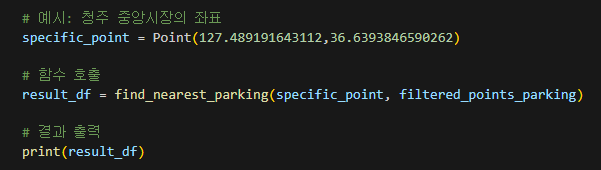 # 예시: 청주 중앙시장의 좌표
specific_point = Point(127.489191643112,36.6393846590262)
# 함수 호출
result_df = find_nearest_parking(specific_point, filtered_points_parking)
# 결과 출력
print(result_df)